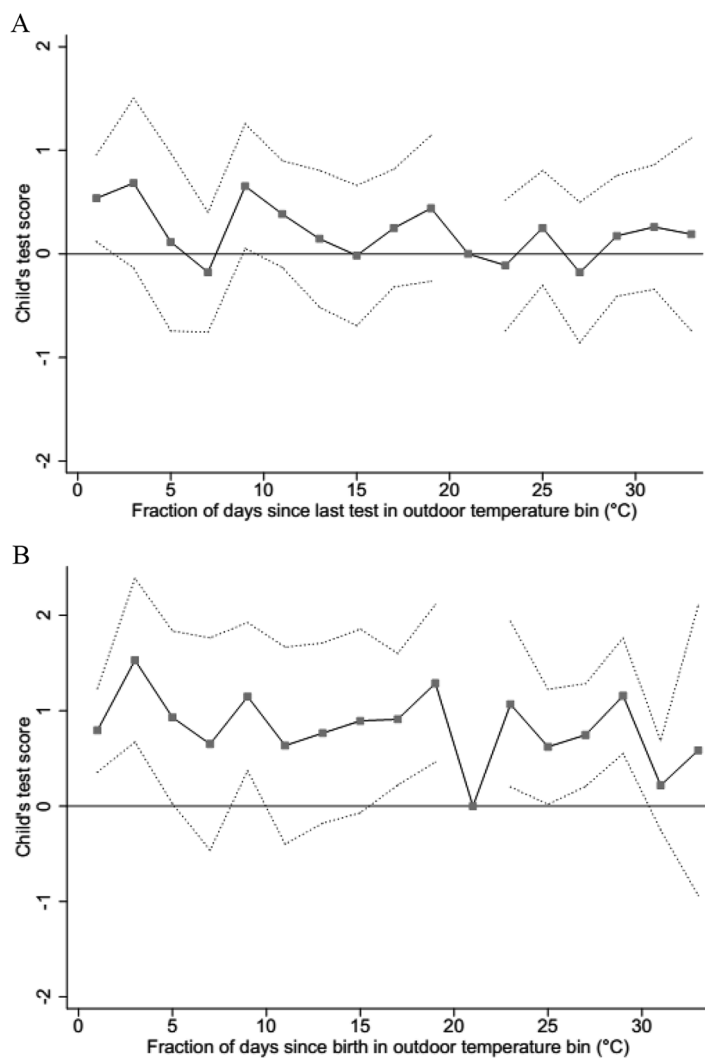 A
2
1
0
-1
-2
Child's test score
0 5 10 15 20 25 30
Fraction of days since last test in outdoor temperature bin (°C)
B
2
1
0
-1
-2
Child's test score
0 5 10 15 20 25 30
Fraction of days since birth in outdoor temperature bin (°C)